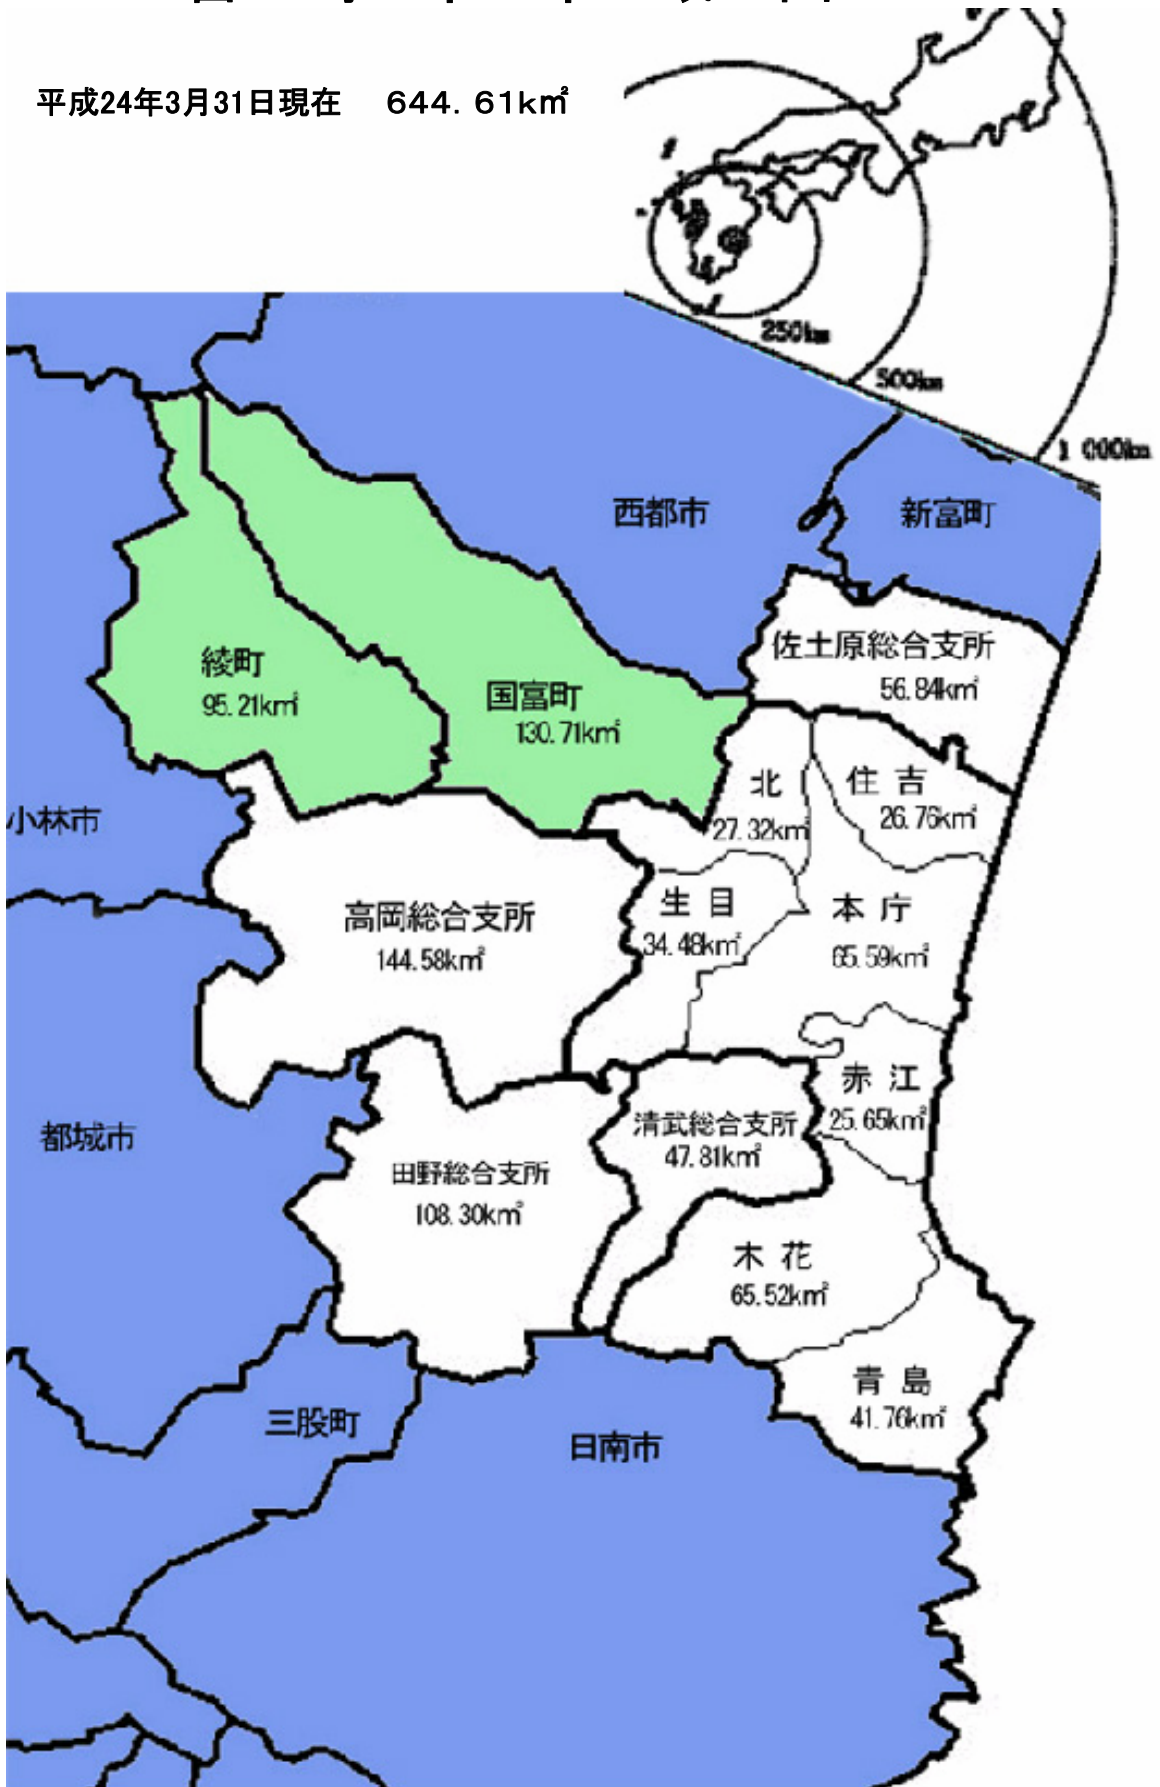 平成24年3月31日現在　644.61k㎡
250km
500km
1 000km
西都市
新富町
佐土原総合支所
56.84k㎡
綾町
95.21k㎡
国富町
130.71k㎡
北
27.32k㎡
住吉
26.76k㎡
小林市
高岡総合支所
144.58k㎡
生目
34.48k㎡
本庁
65.59k㎡
赤江
25.65k㎡
都城市
清武総合支所
47.81k㎡
田野総合支所
108.30k㎡
木花
65.52k㎡
青島
41.76k㎡
三股町
日南市